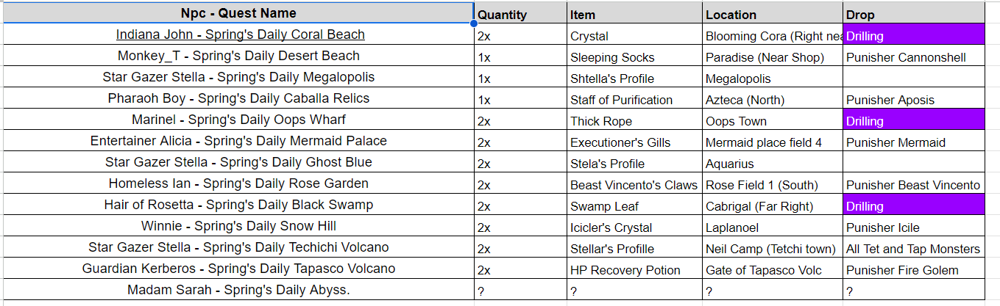 Npc - Quest Name Quantity Item Location Drop
Indiana John - Spring's Daily Coral Beach 2x Crystal Blooming Cora (Right nea Drilling
Monkey_T - Spring's Daily Desert Beach 1x Sleeping Socks Paradise (Near Shop) Punisher Cannonshell
Star Gazer Stella - Spring's Daily Megalopolis 1x Shtella's Profile Megalopolis
Pharaoh Boy - Spring's Daily Caballa Relics 1x Staff of Purification Azteca (North) Punisher Aposis
Marinel - Spring's Daily Oops Wharf 2x Thick Rope Oops Town Drilling
Entertainer Alicia - Spring's Daily Mermaid Palace 2x Executioner's Gills Mermaid place field 4 Punisher Mermaid
Star Gazer Stella - Spring's Daily Ghost Blue 2x Stela's Profile Aquarius
Homeless Ian - Spring's Daily Rose Garden 2x Beast Vincento's Claws Rose Field 1 (South) Punisher Beast Vincento
Hair of Rosetta - Spring's Daily Black Swamp 2x Swamp Leaf Cabrigal (Far Right) Drilling
Winnie - Spring's Daily Snow Hill 2x Icicler's Crystal Laplanoel Punisher Icile
Star Gazer Stella - Spring's Daily Techichi Volcano 2x Stellar's Profille Neil Camp (Tetchi town) All Tet and Tap Monsters
Guardian Kerberos - Spring's Daily Tapasco Volcano 2x HP Recovery Potion Gate of Tapasco Volc Punisher Fire Golem
Madam Sarah - Spring's Daily Abyss. ? ? ? ?